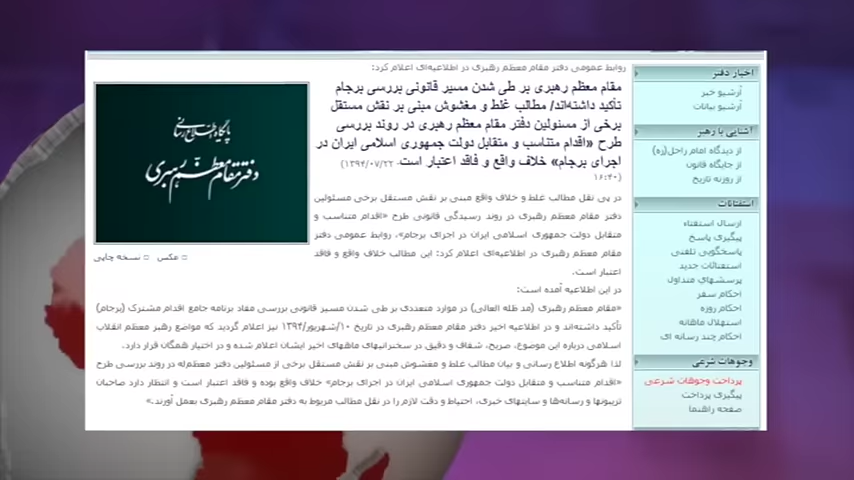 روابط عمومی دفتر مقام معظم رهبری در اطلاعیه‌ای اعلام کرد:
مقام معظم رهبری بر طی شدن مسیر قانونی بررسی برجام
تأکید داشته‌اند/ مطالب غلط و مغشوش مبنی بر نقش مستقل
برخی از مسئولین دفتر مقام معظم رهبری در روند بررسی
طرح «اقدام متناسب و متقابل دولت جمهوری اسلامی ایران در
اجرای برجام» خلاف واقع و فاقد اعتبار است- (۱۳۹۴/۰۷/۲۲
۱۶:۴۰)
در پی نقل مطالب غلط و خلاف واقع مبنی بر نقش مستقل برخی مسئولین
دفتر مقام معظم رهبری در روند رسیدگی قانونی طرح «اقدام متناسب و
متقابل دولت جمهوری اسلامی ایران در اجرای برجام»، روابط عمومی دفتر
مقام معظم رهبری در اطلاعیه‌ای اعلام کرد: این مطالب خلاف واقع و فاقد
اعتبار است.
در این اطلاعیه آمده است:
«مقام معظم رهبری (مد ظله العالی) در موارد متعددی بر طی شدن مسیر قانونی بررسی مفاد برنامه جامع اقدام مشترک (برجام)
تأکید داشته‌اند و در اطلاعیه اخیر دفتر مقام معظم رهبری در تاریخ ۱۰/شهریور/۱۳۹۴ نیز اعلام گردید که مواضع رهبر معظم انقلاب
اسلامی درباره این موضوع، صریح، شفاف و دقیق در سخنرانیهای ماههای اخیر ایشان اعلام شده و در اختیار همگان قرار دارد.
لذا هرگونه اطلاع رسانی و بیان مطالب غلط و مغشوش مبنی بر نقش مستقل برخی از مسئولین دفتر معظم‌له در روند بررسی طرح
«اقدام متناسب و متقابل دولت جمهوری اسلامی ایران در اجرای برجام» خلاف واقع بوده و فاقد اعتبار است و انتظار دارد صاحبان
تریبونها و رسانه‌ها و سایتهای خبری، احتیاط و دقت لازم را در نقل مطالب مربوط به دفتر مقام معظم رهبری بعمل آورند.»
پایگاه اطلاع رسانی
دفتر مقام معظم رهبری
عکس
نسخه چاپی
اخبار دفتر
آرشیو خبر
آرشیو بیانات
آشنایی با رهبر
از دیدگاه امام راحل(ره)
از جایگاه قانون
از روزنه تاریخ
استفتائات
ارسال استفتاء
پیگیری پاسخ
پاسخگویی تلفنی
استفتائات جدید
پرسشهای متداول
احکام سفر
احکام روزه
استهلال ماهانه
احکام چند رسانه ای
وجوهات شرعی
پرداخت وجوهات شرعی
پیگیری پرداخت
صفحه راهنما